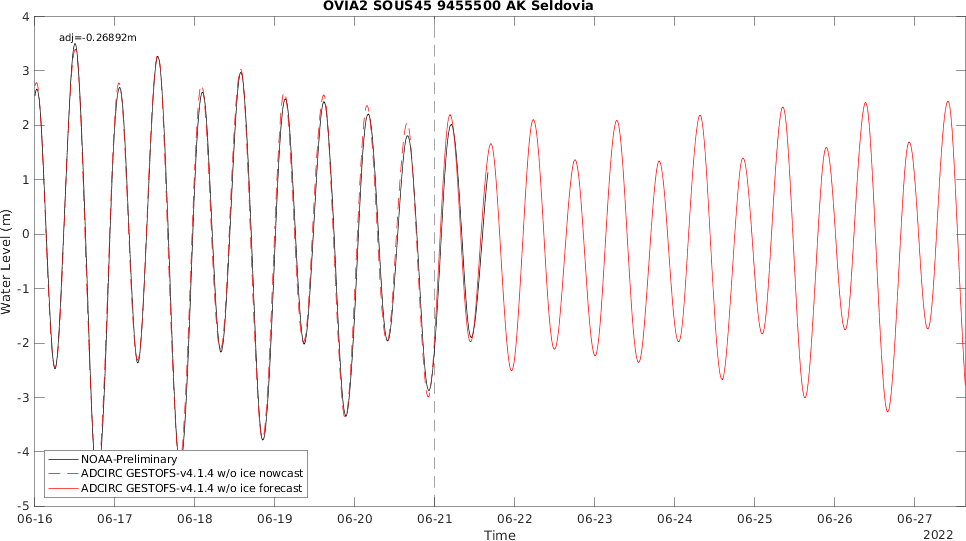 OVIA2 SOUS45 9455500 AK Seldovia
adj=-0.26892m
4
3
2
1
0
-1
-2
-3
-4
-5
Water Level (m)
NOAA-Preliminary
ADCIRC GESTOFS-v4.1.4 w/o ice nowcast
ADCIRC GESTOFS-v4.1.4 w/o ice forecast
06-16 06-17 06-18 06-19 06-20 06-21 06-22 06-23 06-24 06-25 06-26 06-27
Time
2022